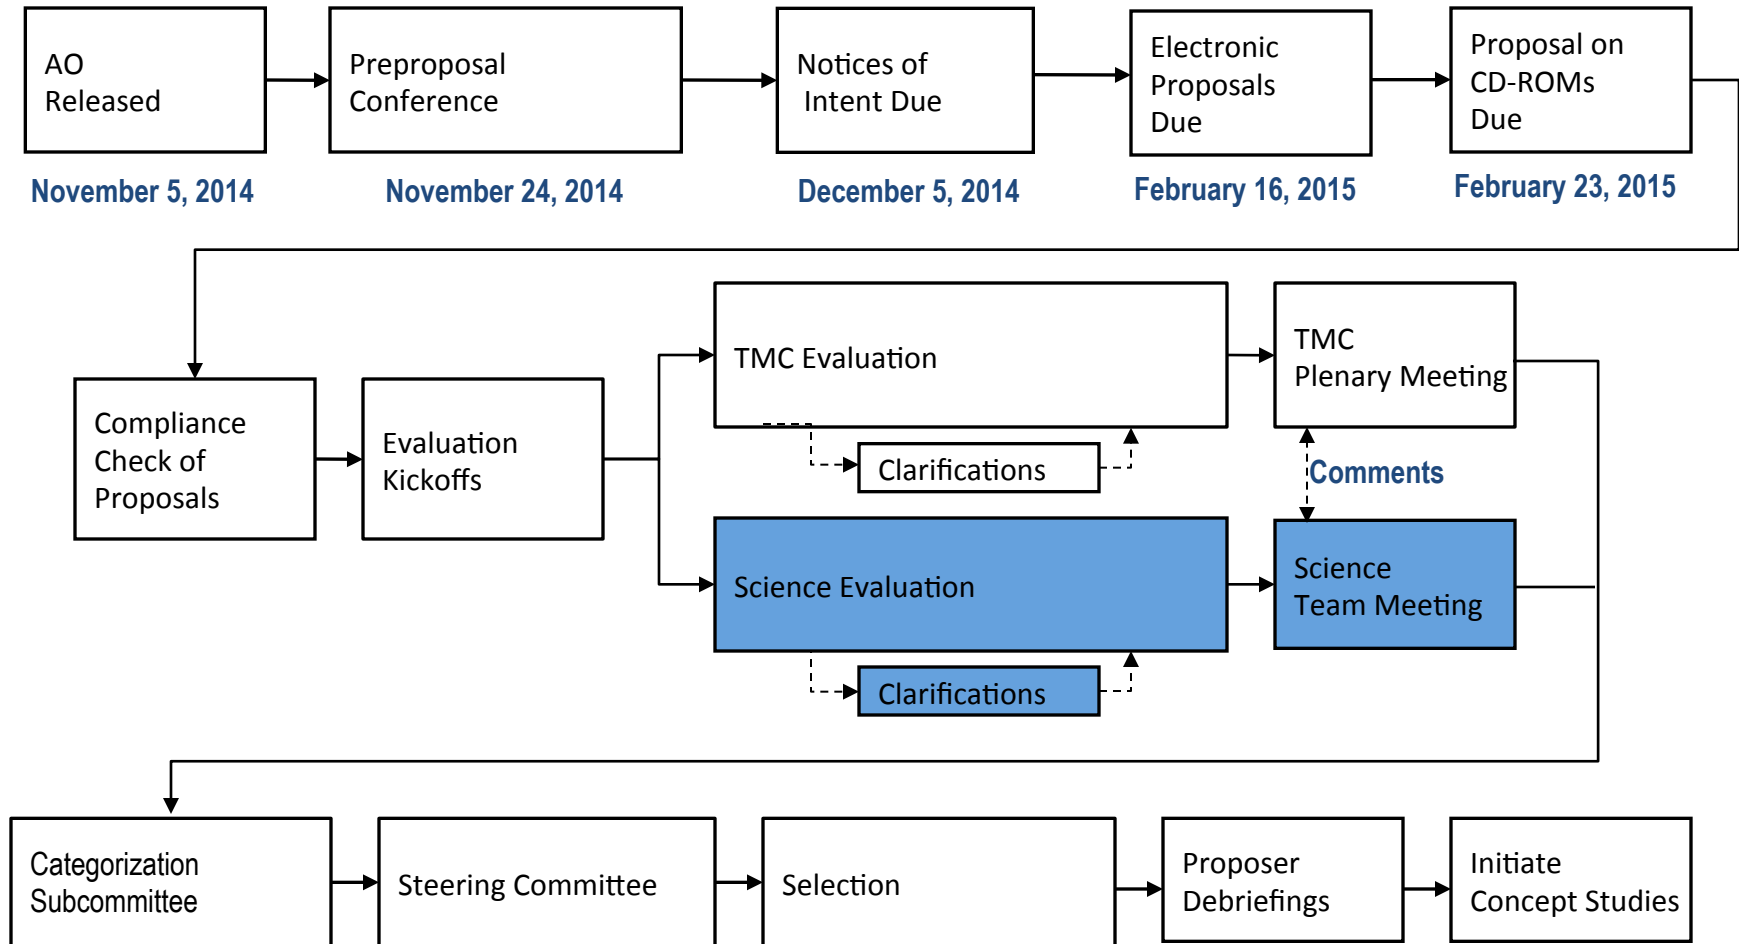 AO
Released
Preproposal
Conference
Notices of
Intent Due
Electronic
Proposals
Due
Proposal on
CD-ROMs
Due
November 5, 2014
November 24, 2014
December 5, 2014
February 16, 2015
February 23, 2015
Compliance
Check of
Proposals
Evaluation
Kickoffs
TMC Evaluation
Clarifications
TMC
Plenary Meeting
Comments
Science Evaluation
Clarifications
Science
Team Meeting
Categorization
Subcommittee
Steering Committee
Selection
Proposer
Debriefings
Initiate
Concept Studies